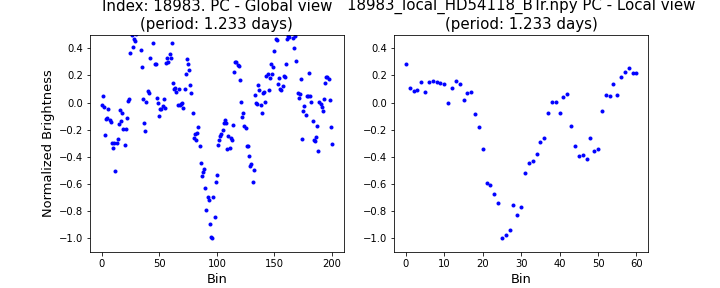 Index: 18983. PC - Global view
(period: 1.233 days)
18983_local_HD54118_BTr.npy PC - Local view
(period: 1.233 days)
Normalized Brightness
0.4
0.2
0.0
−0.2
−0.4
−0.6
−0.8
−1.0
0 50 100 150 200
Bin
0.4
0.2
0.0
−0.2
−0.4
−0.6
−0.8
−1.0
0 10 20 30 40 50 60
Bin